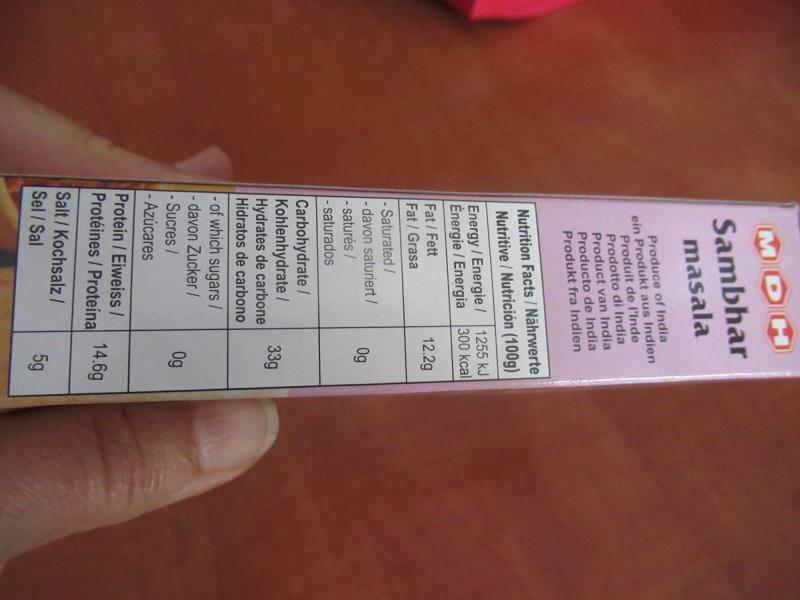 MDH
Sambhar
masala
Produce of India
ein Produkt aus Indien
Produit de l'Inde
Prodotto di India
Product van India
Producto de India
Produkt fra Indien
Nutrition Facts / Nährwerte
Nutritive / Nutrición (100g)
Energy / Energie / 1255 kJ
Énergie / Energia 300 kcal
Fat / Fett
Fat / Grasa 12.2g
- Saturated /
- davon saturiert /
- saturés /
- saturados
0g
Carbohydrate /
Kohlenhydrate /
Hydrates de carbone
Hidratos de carbono
33g
- of which sugars /
- davon Zucker /
- Sucres /
- Azúcares
0g
Protein / Eiweiss /
Protéines / Proteína 14.6g
Salt / Kochsalz /
Sel / Sal 5g